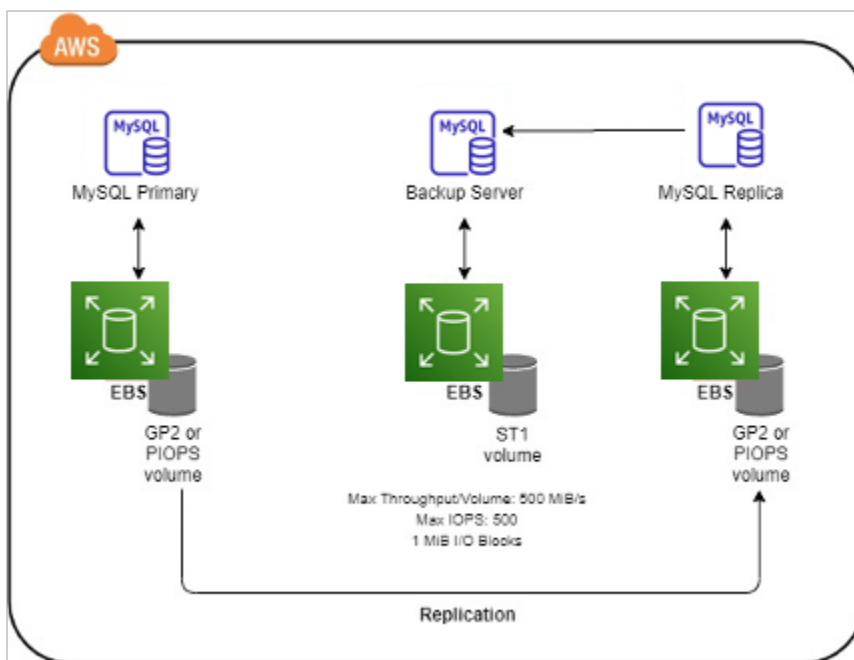 AWS
MySQL
MySQL Primary
MySQL
Backup Server
MySQL
MySQL Replica
EBS
GP2 or
PIOPS
volume
EBS
ST1
volume
EBS
GP2 or
PIOPS
volume
Max Throughput/Volume: 500 MiB/s
Max IOPS: 500
1 MiB I/O Blocks
Replication